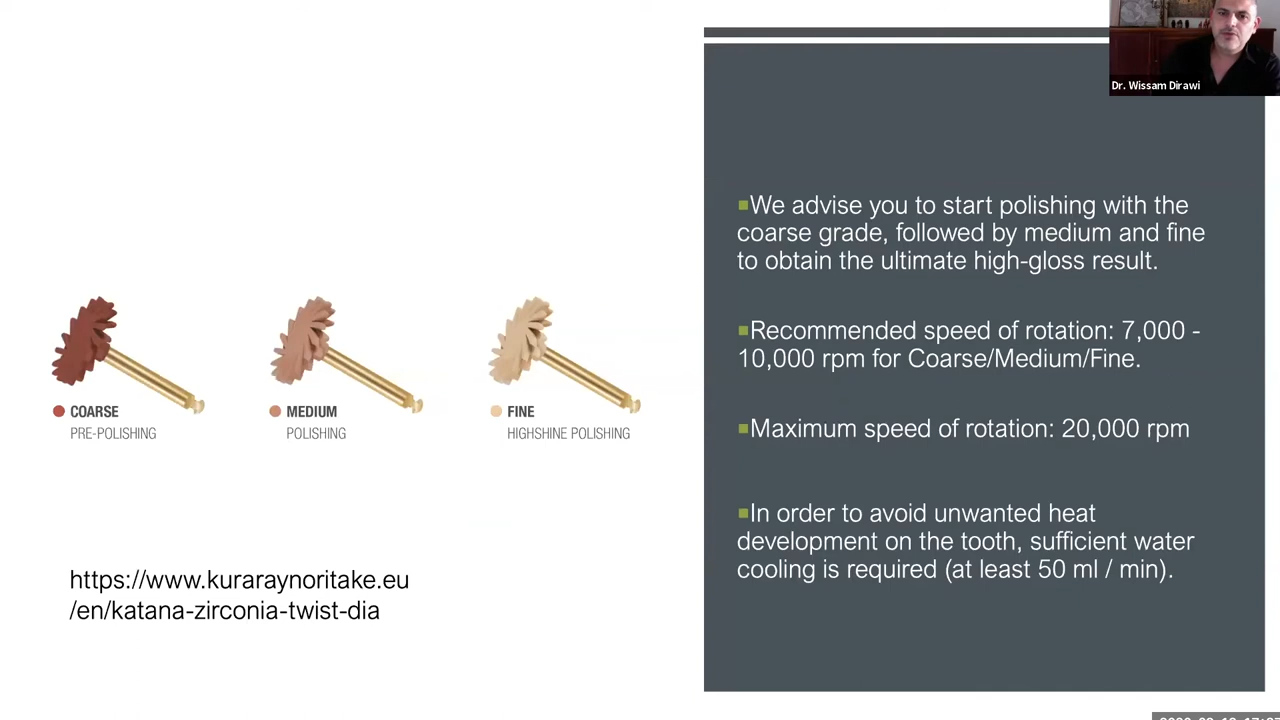 Dr. Wissam Dirawi
▪We advise you to start polishing with the
coarse grade, followed by medium and fine
to obtain the ultimate high-gloss result.
▪Recommended speed of rotation: 7,000 -
10,000 rpm for Coarse/Medium/Fine.
▪Maximum speed of rotation: 20,000 rpm
▪In order to avoid unwanted heat
development on the tooth, sufficient water
cooling is required (at least 50 ml / min).
COARSE
PRE-POLISHING
MEDIUM
POLISHING
FINE
HIGHSHINE POLISHING
https://www.kuraraynoritake.eu
/en/katana-zirconia-twist-dia